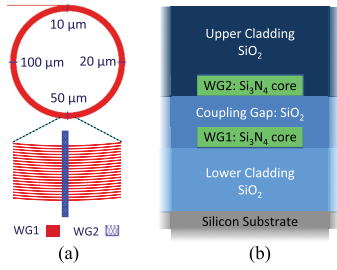 10 μm
100 μm
20 μm
50 μm
WG1
WG2
(a)
Upper Cladding
SiO₂
WG2: Si₃N₄ core
Coupling Gap: SiO₂
WG1: Si₃N₄ core
Lower Cladding
SiO₂
Silicon Substrate
(b)